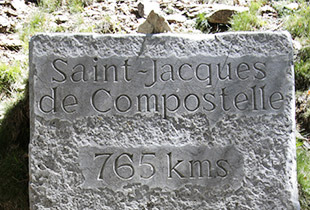 Saint-Jacques
de Compostelle
765 kms